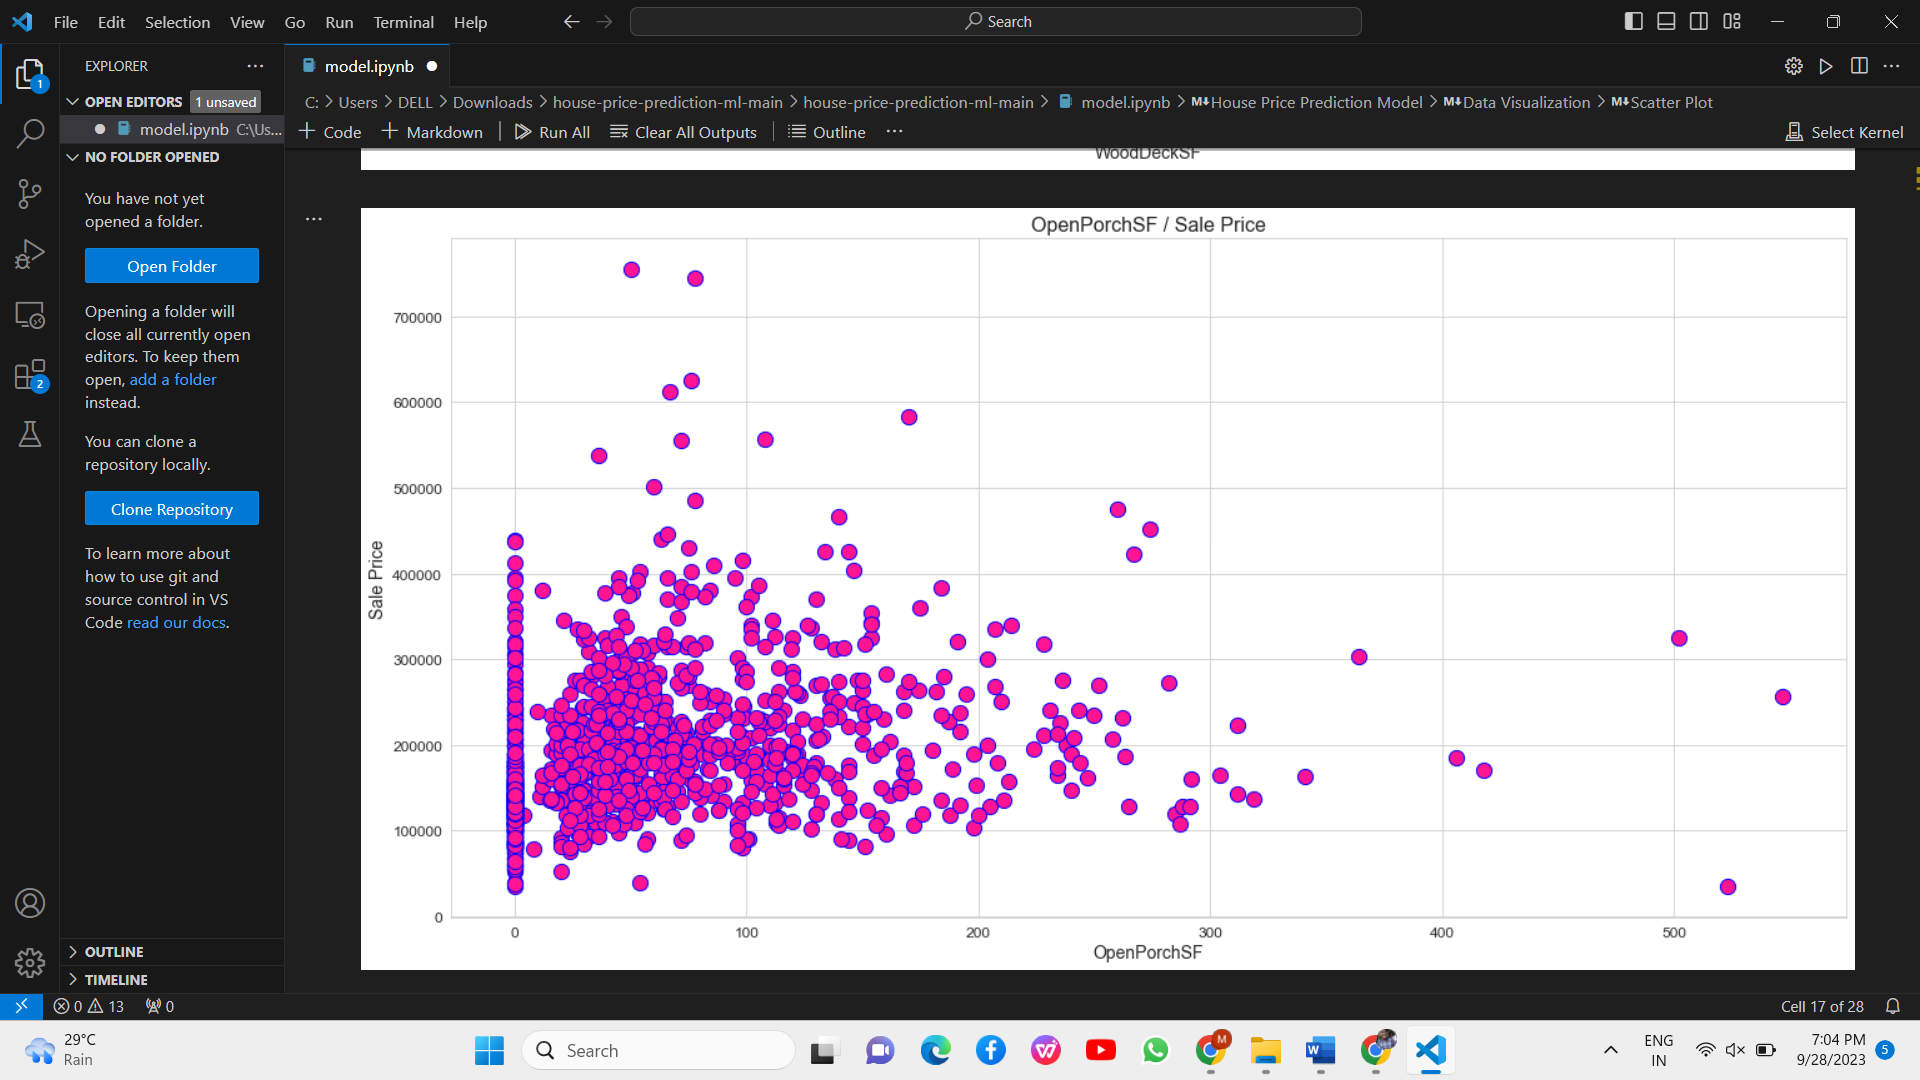 File Edit Selection View Go Run Terminal Help
Search
EXPLORER
model.ipynb
OPEN EDITORS 1 unsaved
C: > Users > DELL > Downloads > house-price-prediction-ml-main > house-price-prediction-ml-main > model.ipynb > M↓House Price Prediction Model > M↓Data Visualization > M↓Scatter Plot
model.ipynb C:\Us...
+ Code + Markdown | Run All Clear All Outputs | Outline ... Select Kernel
NO FOLDER OPENED
You have not yet
opened a folder.
Open Folder
Opening a folder will
close all currently open
editors. To keep them
open, add a folder
instead.
You can clone a
repository locally.
Clone Repository
To learn more about
how to use git and
source control in VS
Code read our docs.
OUTLINE
TIMELINE
1
2
WoodDeckSF
OpenPorchSF / Sale Price
700000
600000
500000
400000
300000
200000
100000
0
Sale Price
0 100 200 300 400 500
OpenPorchSF
0 13 0
Cell 17 of 28
29°C
Rain
Search
M
W
ENG
IN
7:04 PM
9/28/2023
5